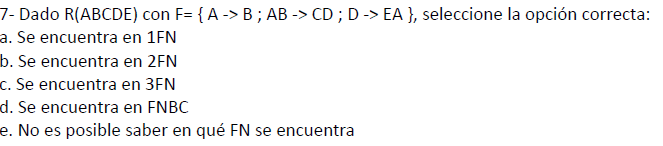 7- Dado R(ABCDE) con F= { A -> B ; AB -> CD ; D -> EA }, seleccione la opción correcta:
a. Se encuentra en 1FN
b. Se encuentra en 2FN
c. Se encuentra en 3FN
d. Se encuentra en FNBC
e. No es posible saber en qué FN se encuentra